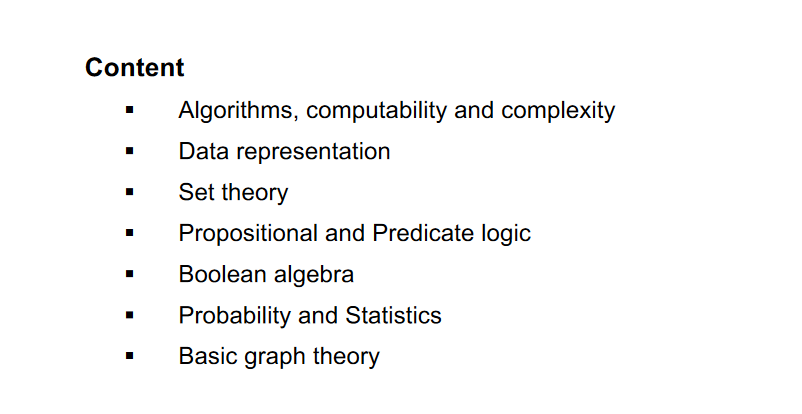 Content
▪ Algorithms, computability and complexity
▪ Data representation
▪ Set theory
▪ Propositional and Predicate logic
▪ Boolean algebra
▪ Probability and Statistics
▪ Basic graph theory